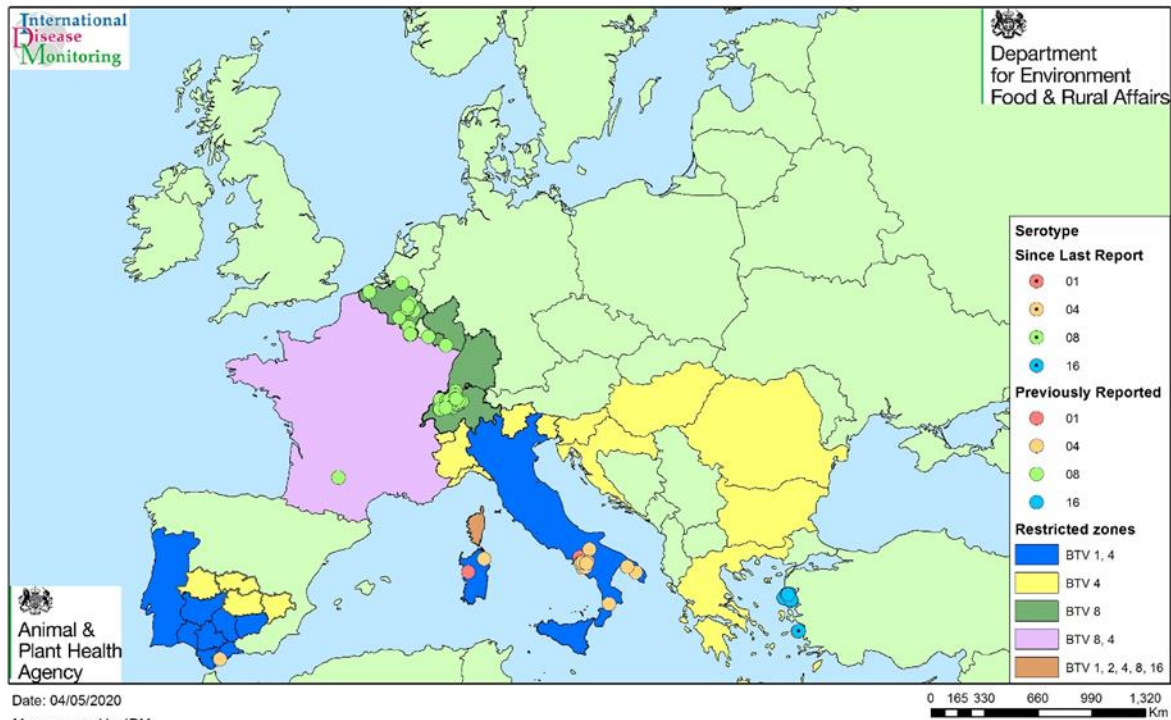 International
Disease
Monitoring
Department
for Environment
Food & Rural Affairs
Serotype
Since Last Report
01
04
08
16
Previously Reported
01
04
08
16
Restricted zones
BTV 1, 4
BTV 4
BTV 8
BTV 8, 4
BTV 1, 2, 4, 8, 16
Animal &
Plant Health
Agency
Date: 04/05/2020
0 165 330 660 990 1,320
Km